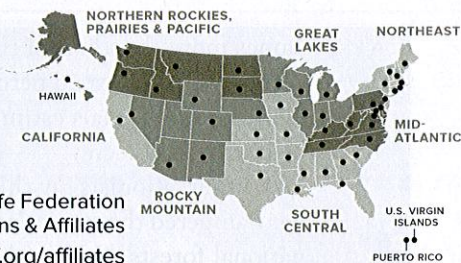 NORTHERN ROCKIES,
PRAIRIES & PACIFIC
GREAT
LAKES
NORTHEAST
HAWAII
CALIFORNIA
MID-
ATLANTIC
ROCKY
MOUNTAIN
SOUTH
CENTRAL
U.S. VIRGIN
ISLANDS
PUERTO RICO
Federation
ns & Affiliates
.org/affiliates